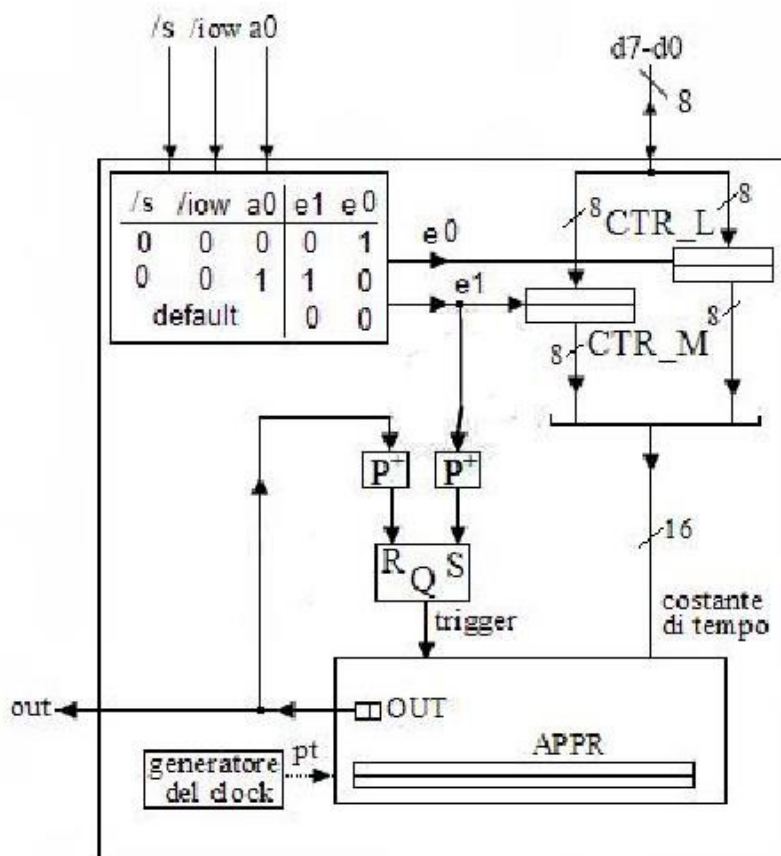 /s /iow a0
d7-d0
8
/s /iow a0 e1 e0
0 0 0 0 1
0 0 1 1 0
default 0 0
e0
e1
8
8
CTR_L
CTR_M
8
8
P+ P+
R Q S
trigger
16
costante
di tempo
out
OUT
APPR
generatore
del clock
pt